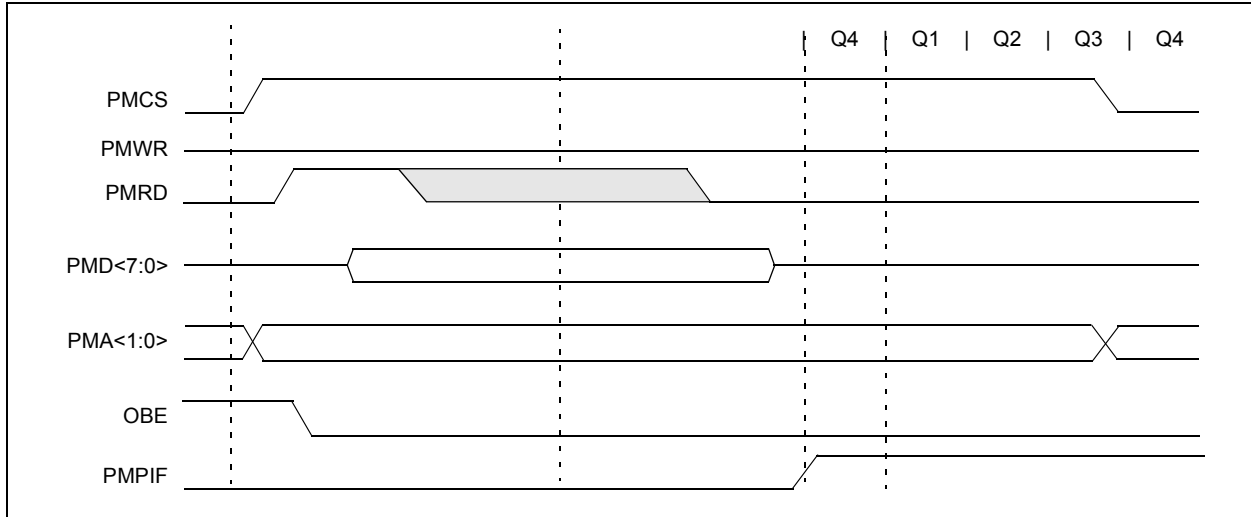 | Q4 | Q1 | Q2 | Q3 | Q4
PMCS
PMWR
PMRD
PMD<7:0>
PMA<1:0>
OBE
PMPIF